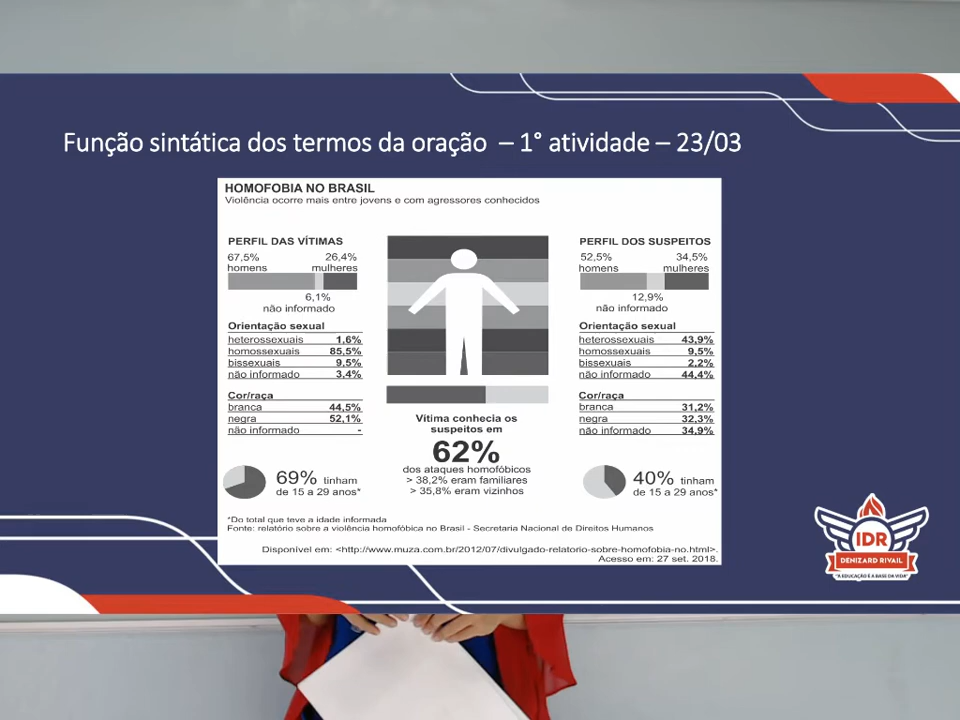 Função sintática dos termos da oração – 1° atividade – 23/03
HOMOFOBIA NO BRASIL
Violência ocorre mais entre jovens e com agressores conhecidos
PERFIL DAS VÍTIMAS
67,5% 26,4%
homens mulheres
6,1%
não informado
Orientação sexual
heterossexuais 1,6%
homossexuais 85,5%
bissexuais 9,5%
não informado 3,4%
Cor/raça
branca 44,5%
negra 52,1%
não informado -
69% tinham
de 15 a 29 anos*
Vítima conhecia os
suspeitos em
62%
dos ataques homofóbicos
> 38,2% eram familiares
> 35,8% eram vizinhos
PERFIL DOS SUSPEITOS
52,5% 34,5%
homens mulheres
12,9%
não informado
Orientação sexual
heterossexuais 43,9%
homossexuais 9,5%
bissexuais 2,2%
não informado 44,4%
Cor/raça
branca 31,2%
negra 32,3%
não informado 34,9%
40% tinham
de 15 a 29 anos*
*Do total que teve a idade informada
Fonte: relatório sobre a violência homofóbica no Brasil - Secretaria Nacional de Direitos Humanos
Disponível em: <http://www.muza.com.br/2012/07/divulgado-relatorio-sobre-homofobia-no.html>.
Acesso em: 27 set. 2018.
IDR
DENIZARD RIVAIL
"A EDUCAÇÃO É A BASE DA VIDA"